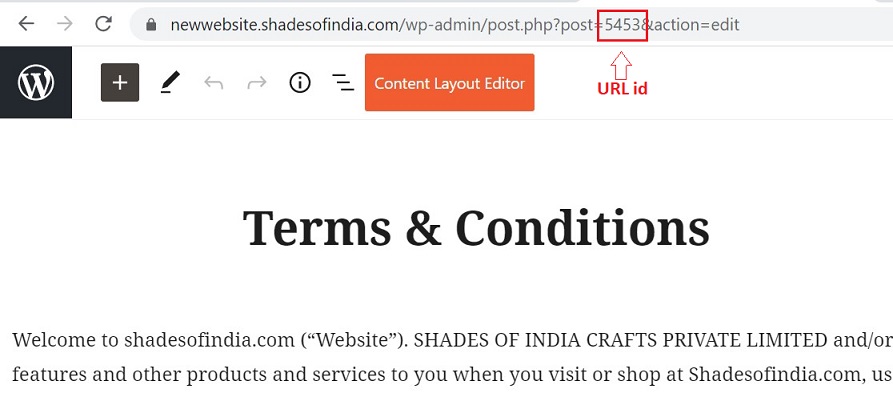 newwebsite.shadesofindia.com/wp-admin/post.php?post=5453&action=edit
URL id
Content Layout Editor
Terms & Conditions
Welcome to shadesofindia.com (“Website”). SHADES OF INDIA CRAFTS PRIVATE LIMITED and/or
features and other products and services to you when you visit or shop at Shadesofindia.com, us